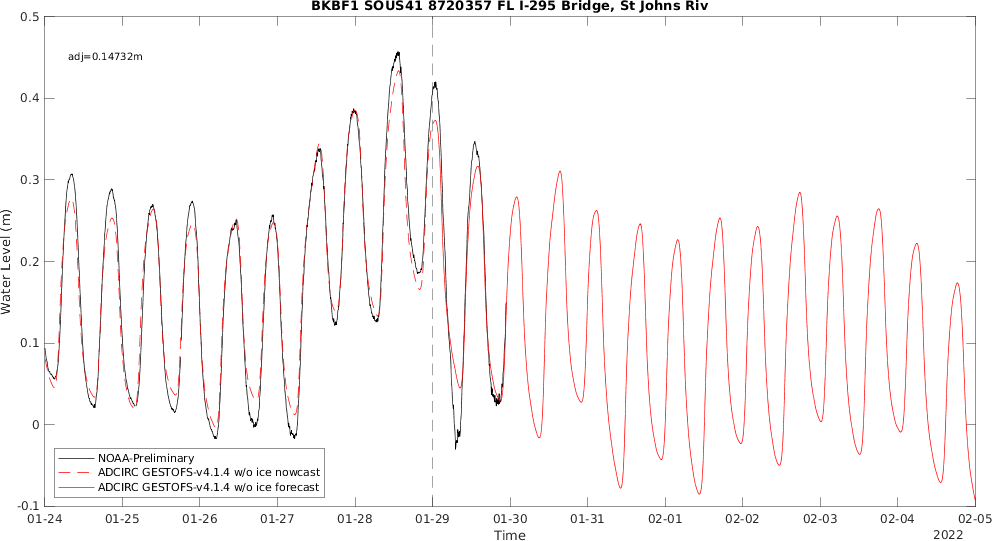 BKBF1 SOUS41 8720357 FL I-295 Bridge, St Johns Riv
adj=0.14732m
0.5
0.4
0.3
0.2
0.1
0
-0.1
Water Level (m)
NOAA-Preliminary
ADCIRC GESTOFS-v4.1.4 w/o ice nowcast
ADCIRC GESTOFS-v4.1.4 w/o ice forecast
01-24 01-25 01-26 01-27 01-28 01-29 01-30 01-31 02-01 02-02 02-03 02-04 02-05
Time
2022